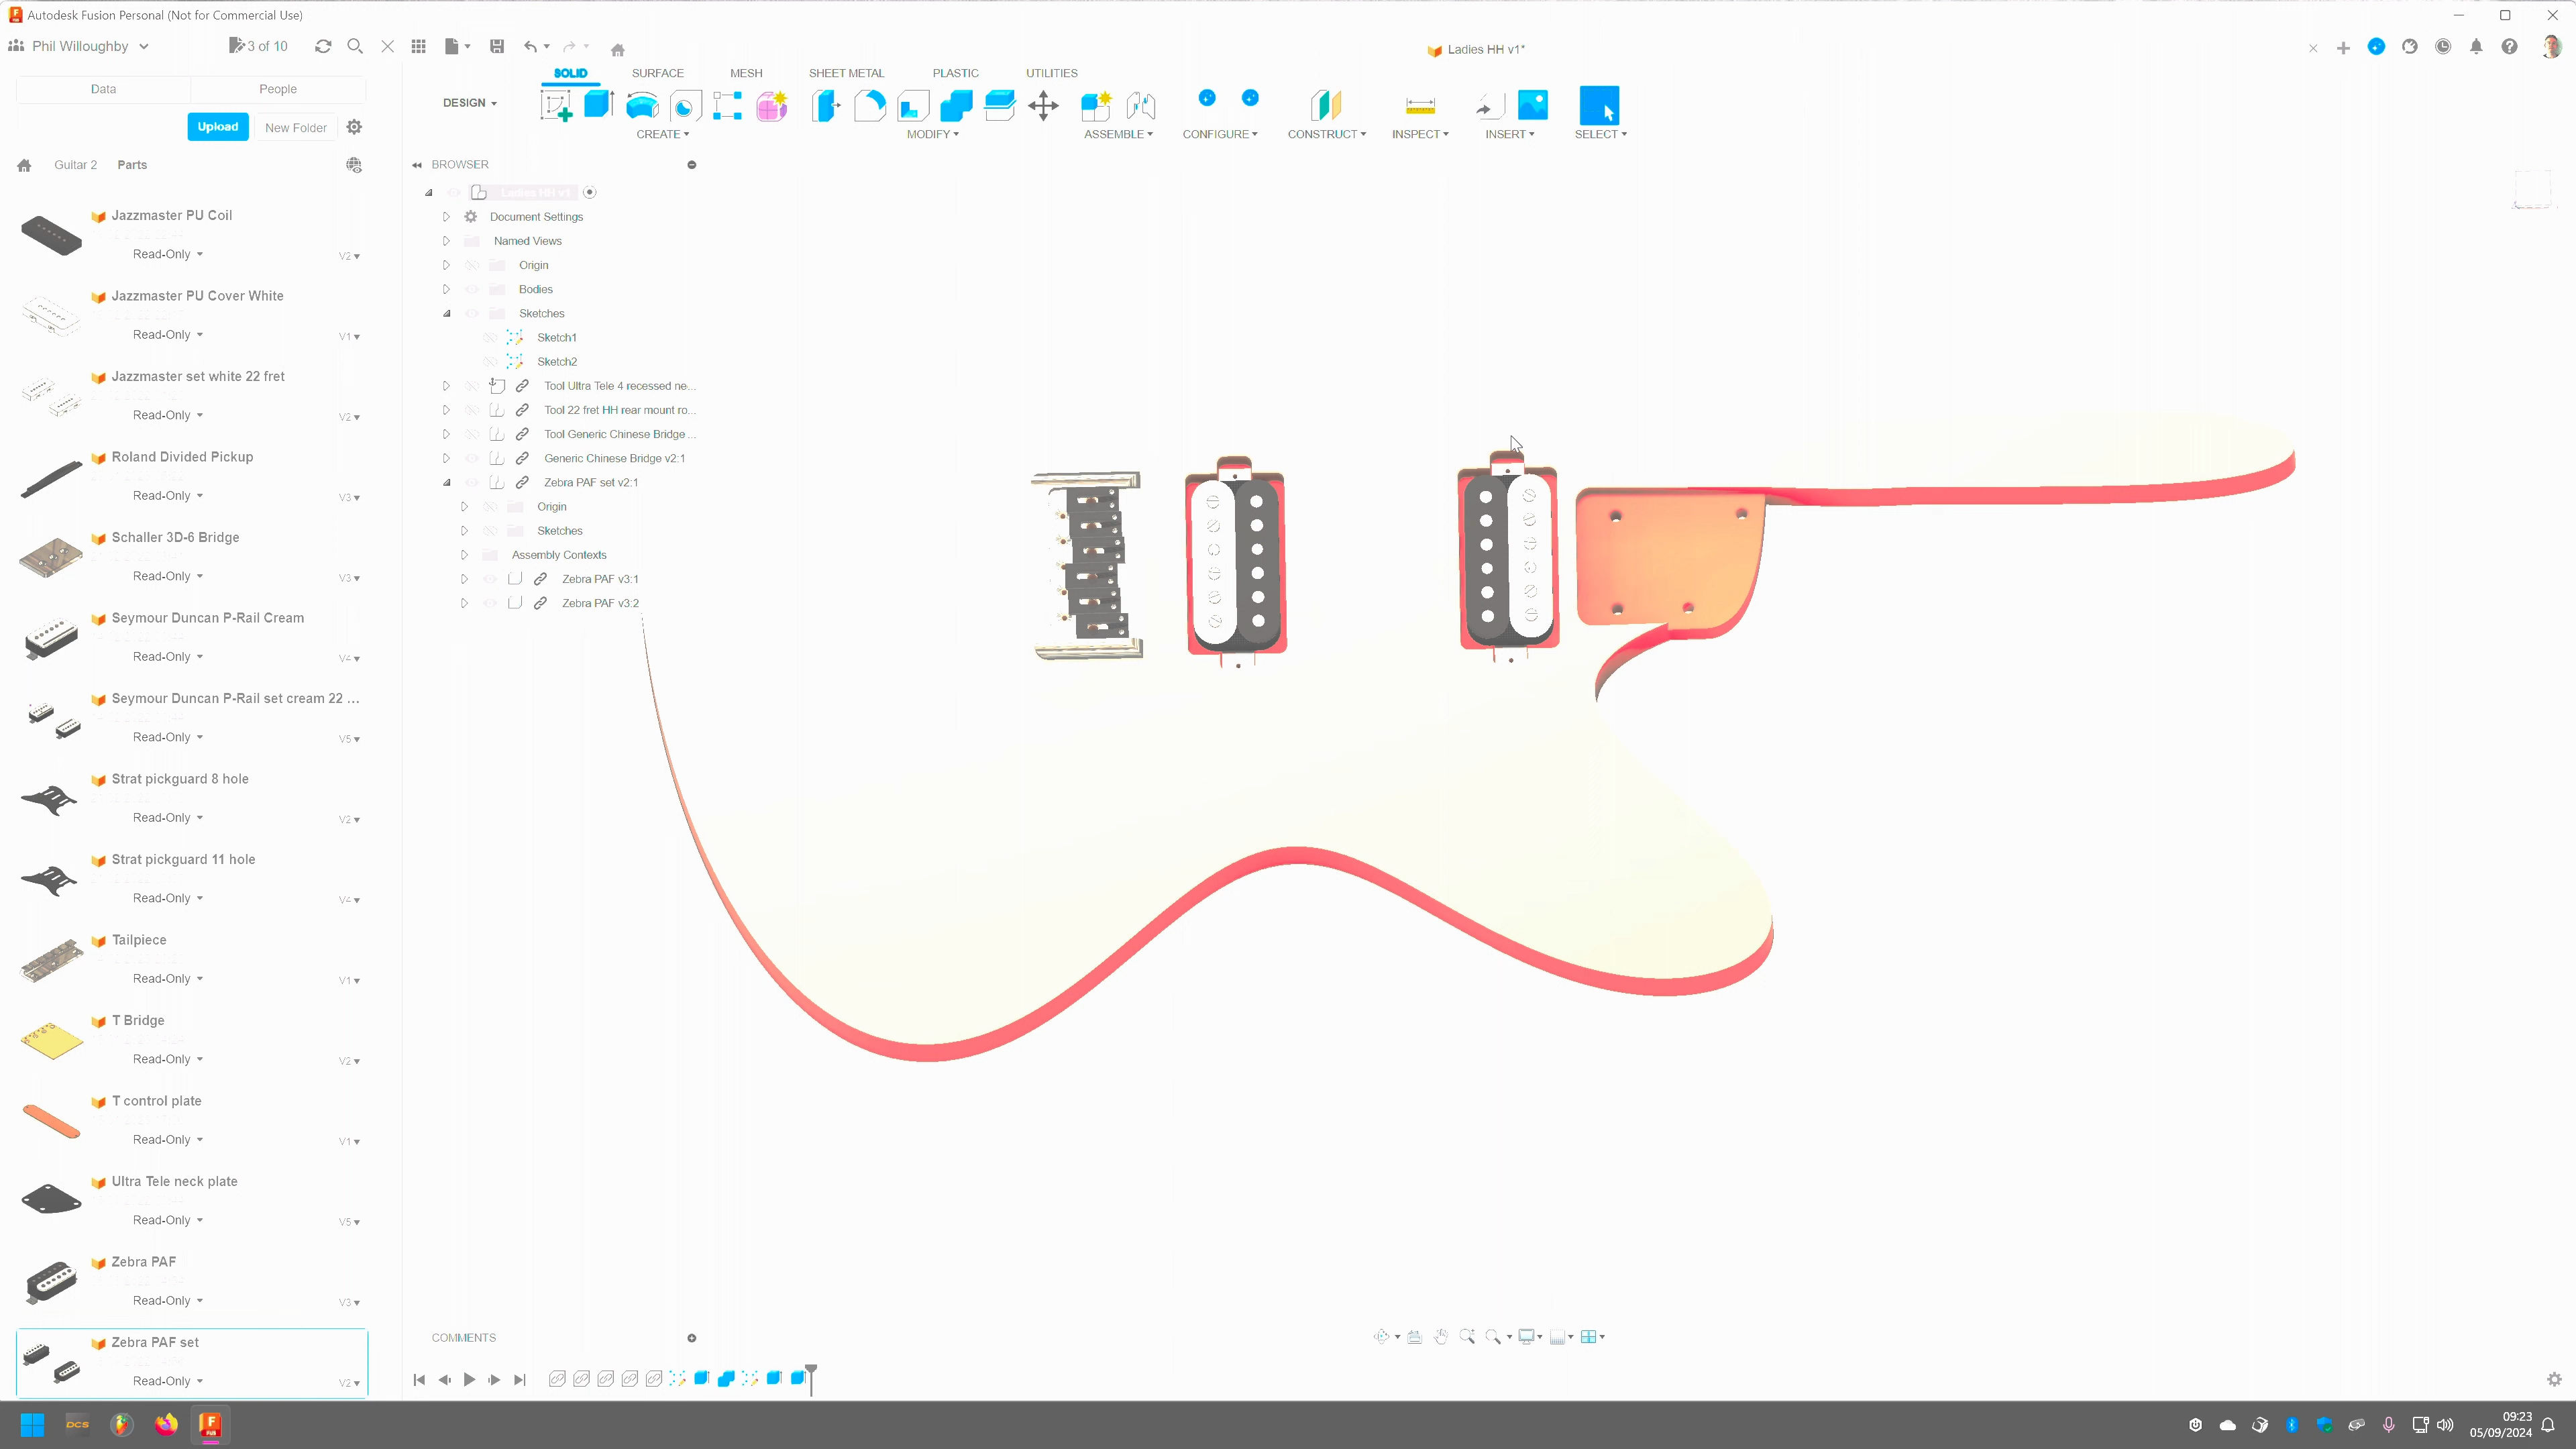 Autodesk Fusion Personal (Not for Commercial Use)
Phil Willoughby
3 of 10
Ladies HH v1*
Data
People
Upload
New Folder
Guitar 2
Parts
Jazzmaster PU Coil
Read-Only
V2
Jazzmaster PU Cover White
Read-Only
V1
Jazzmaster set white 22 fret
Read-Only
V2
Roland Divided Pickup
Read-Only
V3
Schaller 3D-6 Bridge
Read-Only
V3
Seymour Duncan P-Rail Cream
Read-Only
V4
Seymour Duncan P-Rail set cream 22 ...
Read-Only
V5
Strat pickguard 8 hole
Read-Only
V2
Strat pickguard 11 hole
Read-Only
V4
Tailpiece
Read-Only
V1
T Bridge
Read-Only
V2
T control plate
Read-Only
V1
Ultra Tele neck plate
Read-Only
V5
Zebra PAF
Read-Only
V3
Zebra PAF set
Read-Only
V2
SOLID
SURFACE
MESH
SHEET METAL
PLASTIC
UTILITIES
DESIGN
CREATE
MODIFY
ASSEMBLE
CONFIGURE
CONSTRUCT
INSPECT
INSERT
SELECT
BROWSER
Ladies HH v1
Document Settings
Named Views
Origin
Bodies
Sketches
Sketch1
Sketch2
Tool Ultra Tele 4 recessed ne...
Tool 22 fret HH rear mount ro...
Tool Generic Chinese Bridge ...
Generic Chinese Bridge v2:1
Zebra PAF set v2:1
Origin
Sketches
Assembly Contexts
Zebra PAF v3:1
Zebra PAF v3:2
COMMENTS
DCS
F
FUS
09:23
05/09/2024